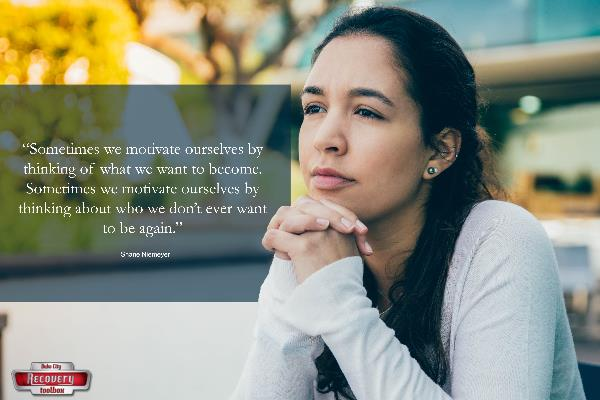 “Sometimes we motivate ourselves by
thinking of what we want to become.
Sometimes we motivate ourselves by
thinking about who we don’t ever want
to be again.”
Shane Niemeyer
Duke City
RECOVERY
toolbox